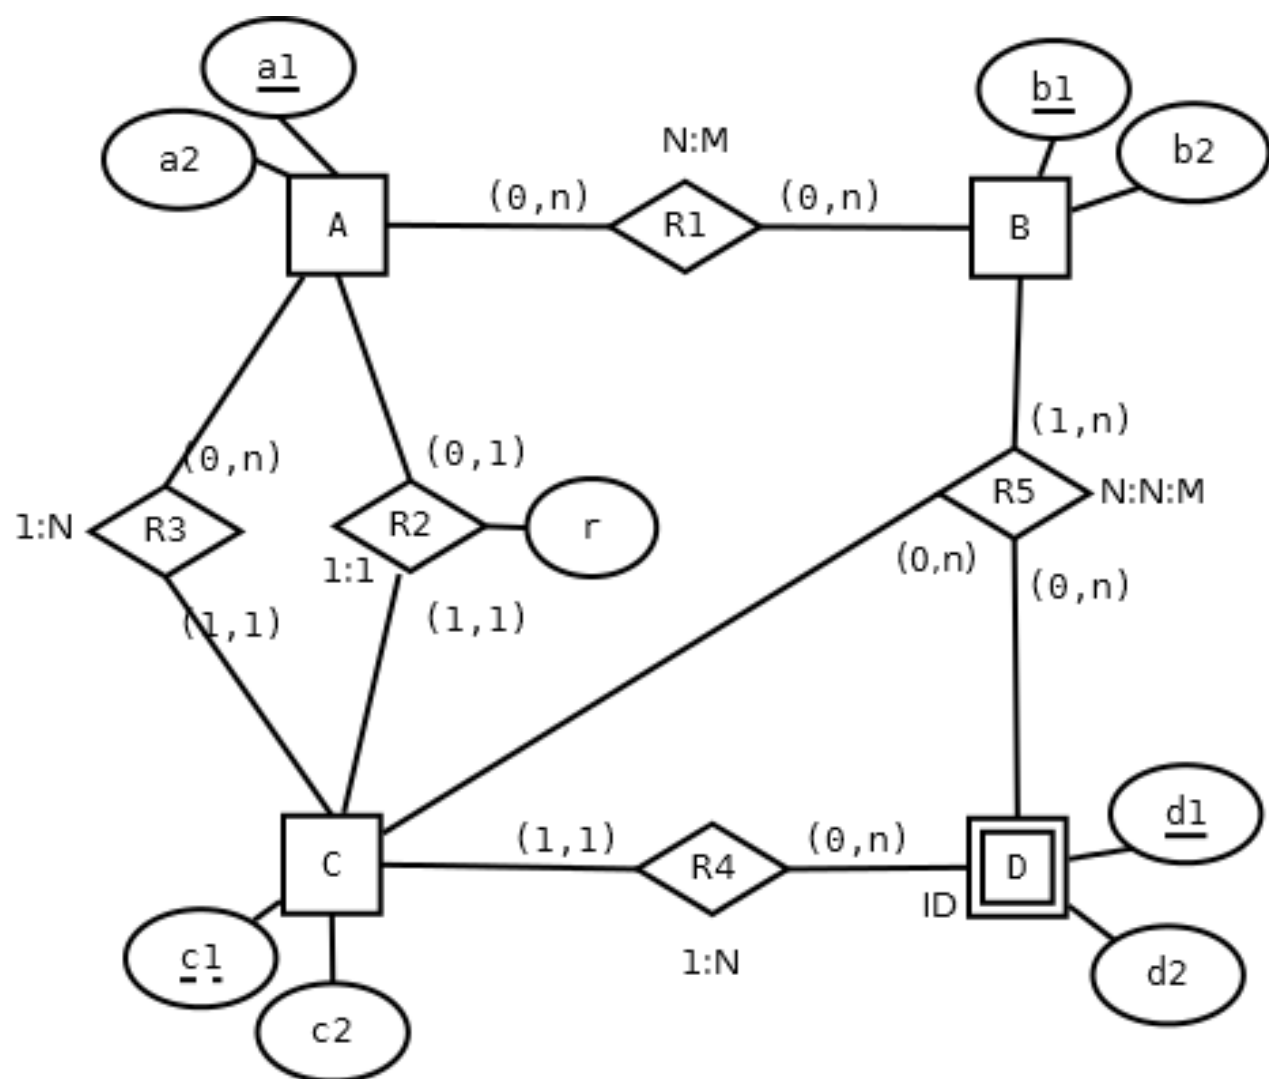 a1
a2
b1
b2
N:M
(0,n)
(0,n)
A
R1
B
(0,n)
(0,1)
(1,n)
1:N
R3
R2
r
R5
N:N:M
1:1
(0,n)
(0,n)
(1,1)
(1,1)
(1,1)
(0,n)
d1
C
R4
D
ID
c1
1:N
d2
c2